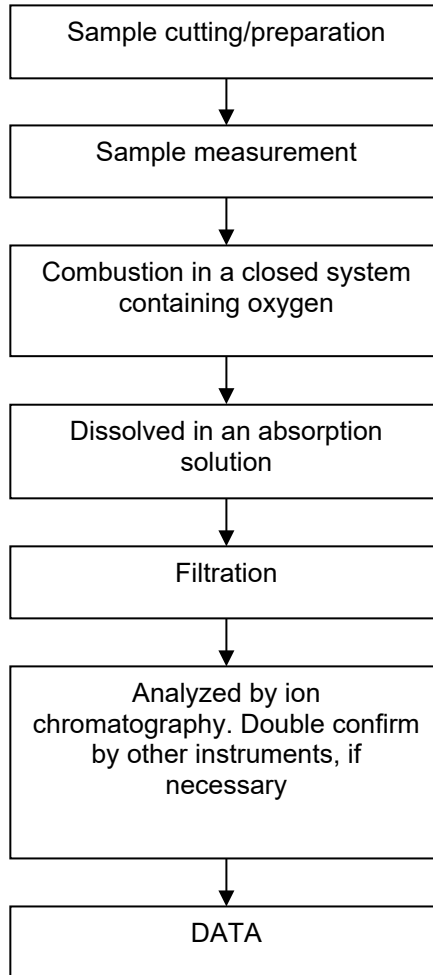 Sample cutting/preparation
Sample measurement
Combustion in a closed system
containing oxygen
Dissolved in an absorption
solution
Filtration
Analyzed by ion
chromatography. Double confirm
by other instruments, if
necessary
DATA